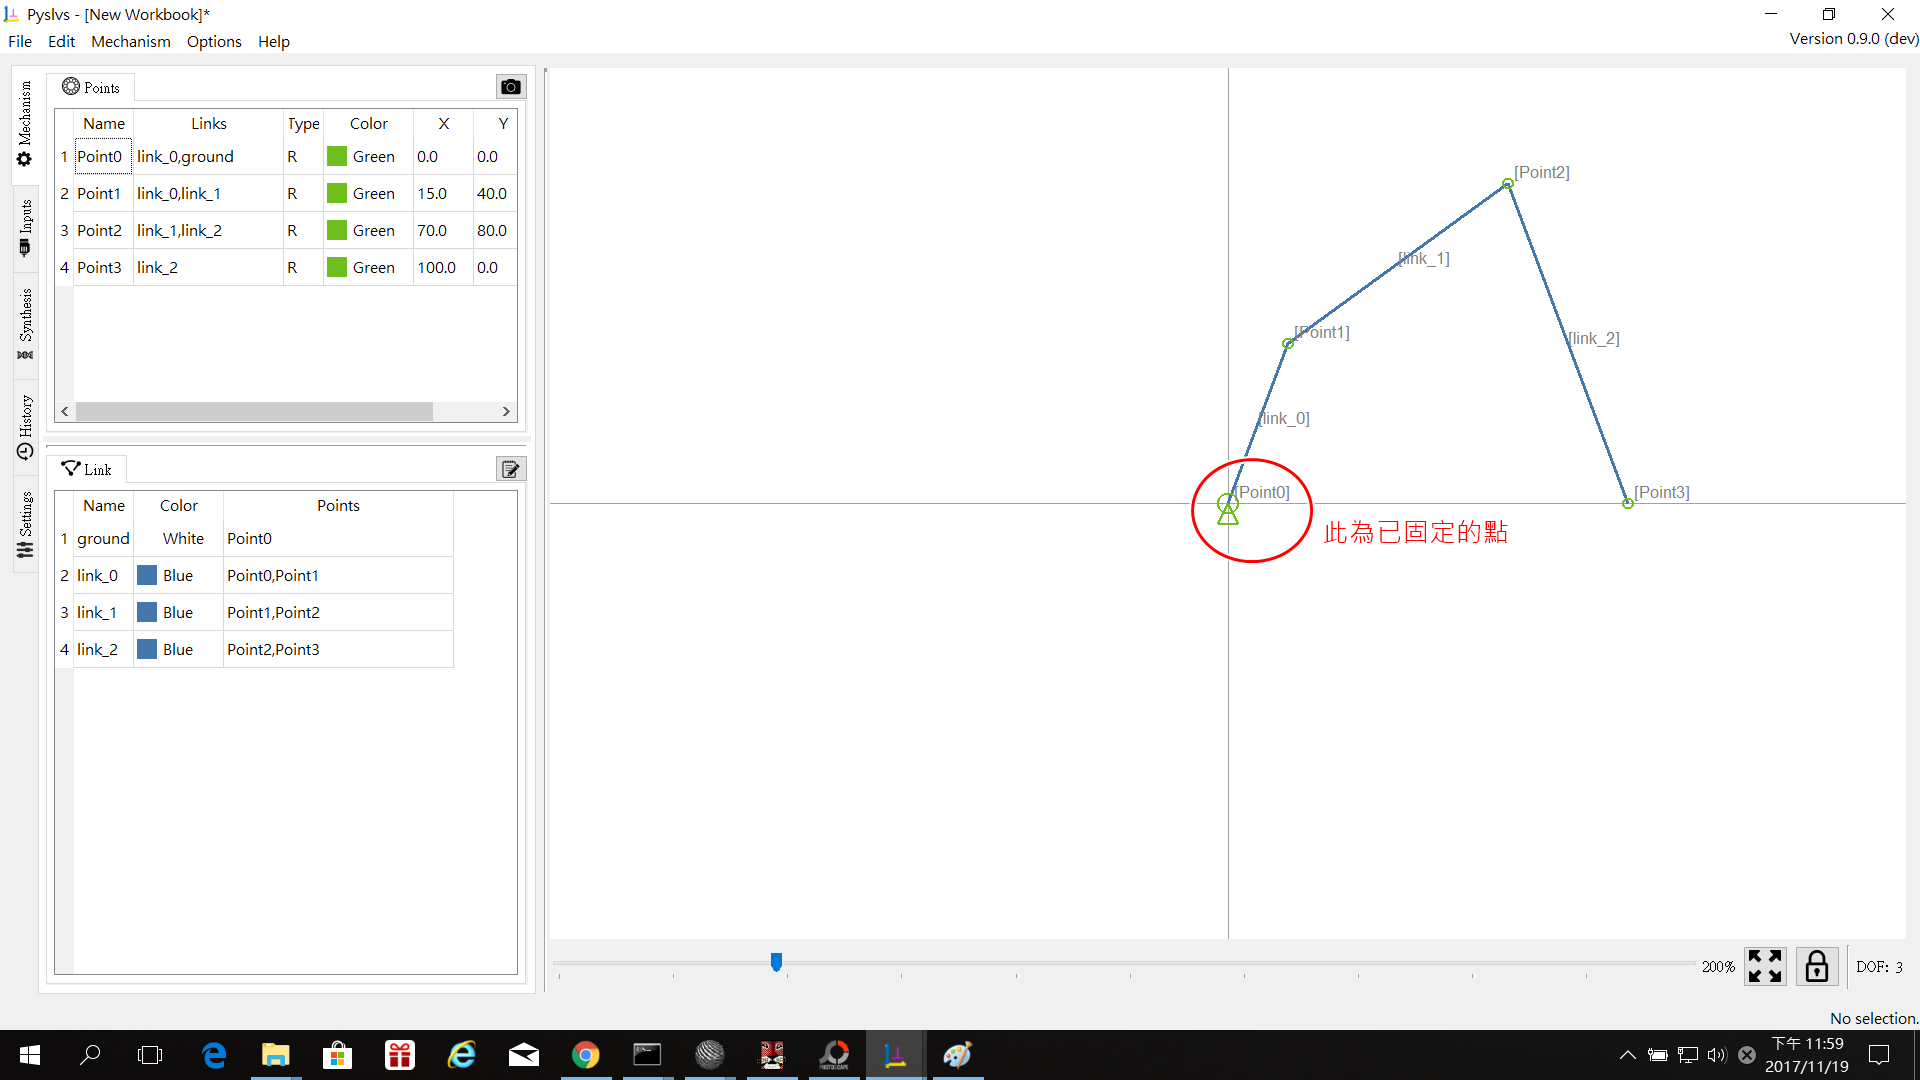 Pyslvs - [New Workbook]*
File Edit Mechanism Options Help
Version 0.9.0 (dev)
Mechanism
Inputs
Synthesis
History
Settings
Points
Name Links Type Color X Y
1 Point0 link_0,ground R Green 0.0 0.0
2 Point1 link_0,link_1 R Green 15.0 40.0
3 Point2 link_1,link_2 R Green 70.0 80.0
4 Point3 link_2 R Green 100.0 0.0
Link
Name Color Points
1 ground White Point0
2 link_0 Blue Point0,Point1
3 link_1 Blue Point1,Point2
4 link_2 Blue Point2,Point3
[Point2]
[link_1]
[Point1]
[link_2]
[link_0]
[Point0]
[Point3]
此為已固定的點
200%
DOF: 3
No selection.
下午 11:59
2017/11/19